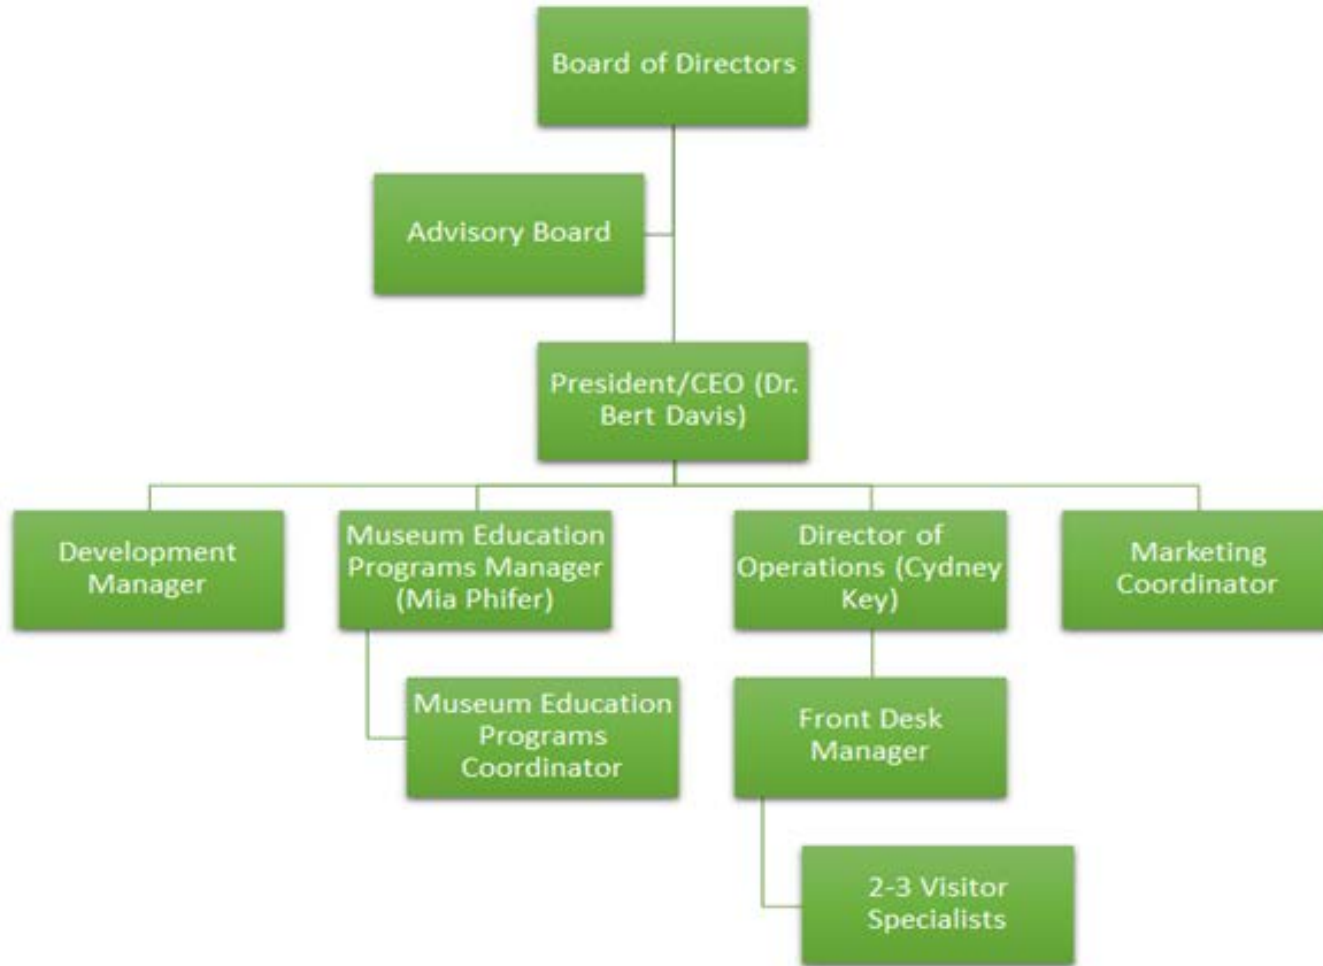 Board of Directors
Advisory Board
President/CEO (Dr.
Bert Davis)
Development
Manager
Museum Education
Programs Manager
(Mia Phifer)
Director of
Operations (Cydney
Key)
Marketing
Coordinator
Museum Education
Programs
Coordinator
Front Desk
Manager
2-3 Visitor
Specialists